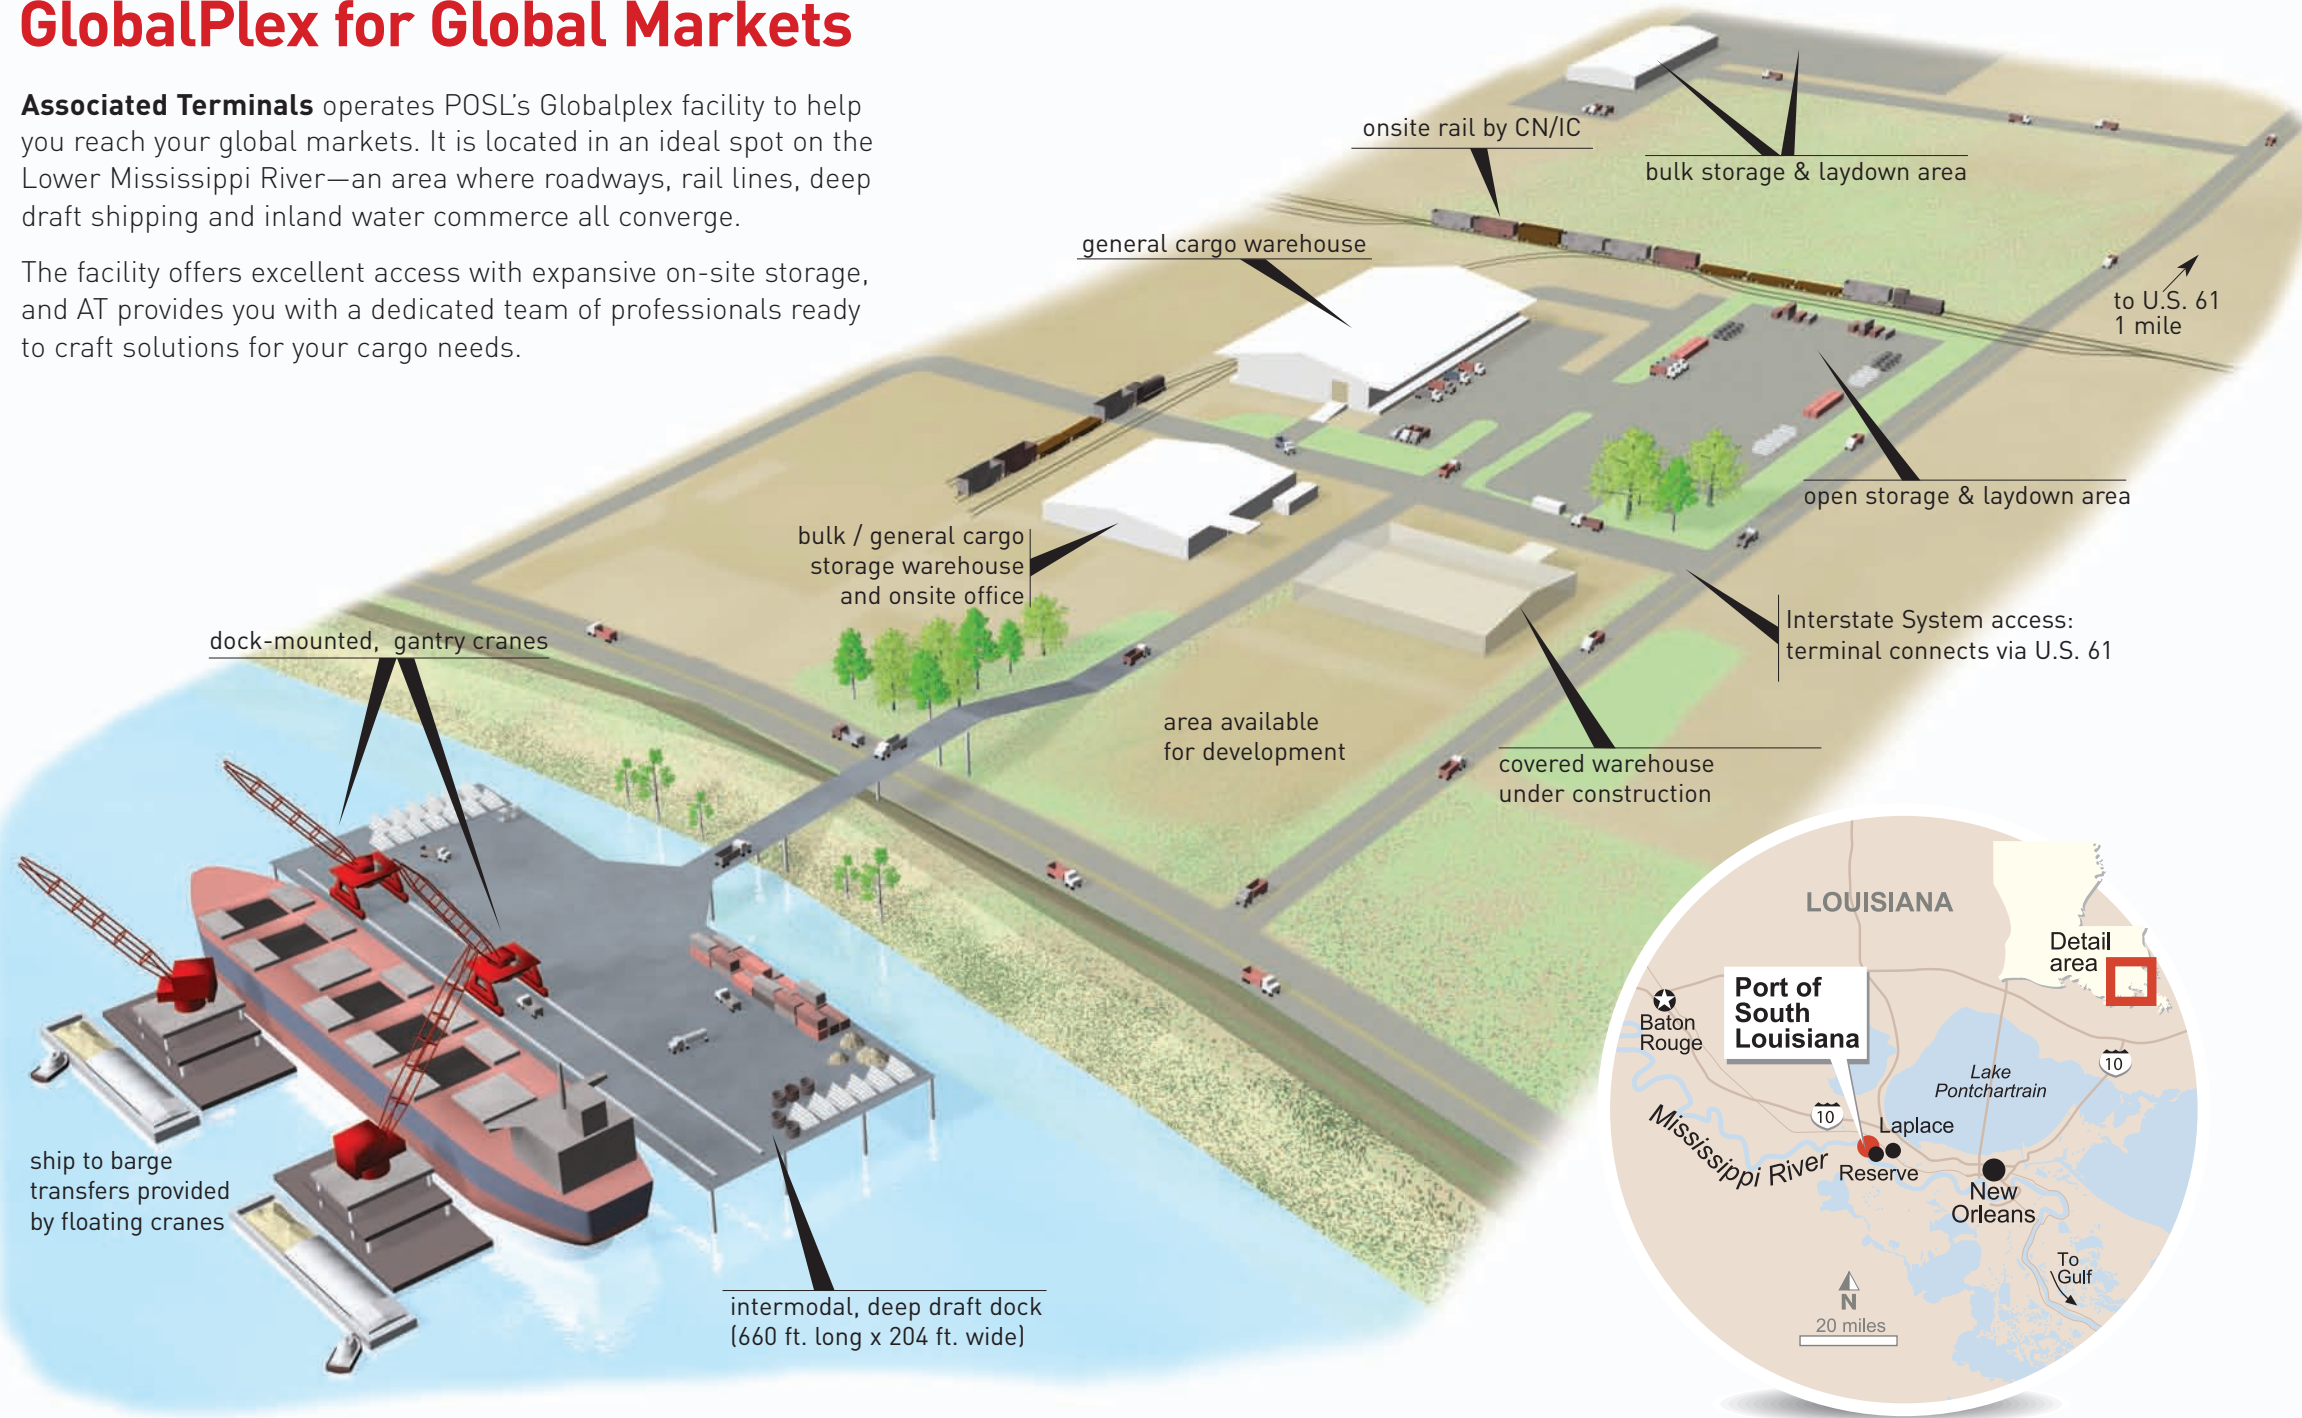 GlobalPlex for Global Markets
Associated Terminals operates POSL's Globalplex facility to help
you reach your global markets. It is located in an ideal spot on the
Lower Mississippi River—an area where roadways, rail lines, deep
draft shipping and inland water commerce all converge.
The facility offers excellent access with expansive on-site storage,
and AT provides you with a dedicated team of professionals ready
to craft solutions for your cargo needs.
onsite rail by CN/IC
bulk storage & laydown area
general cargo warehouse
to U.S. 61
1 mile
open storage & laydown area
bulk / general cargo
storage warehouse
and onsite office
Interstate System access:
terminal connects via U.S. 61
dock-mounted, gantry cranes
area available
for development
covered warehouse
under construction
ship to barge
transfers provided
by floating cranes
intermodal, deep draft dock
(660 ft. long x 204 ft. wide)
LOUISIANA
Detail
area
Port of
South
Louisiana
Baton
Rouge
Lake
Pontchartrain
10
10
Laplace
Mississippi River
Reserve
New
Orleans
To
Gulf
N
20 miles